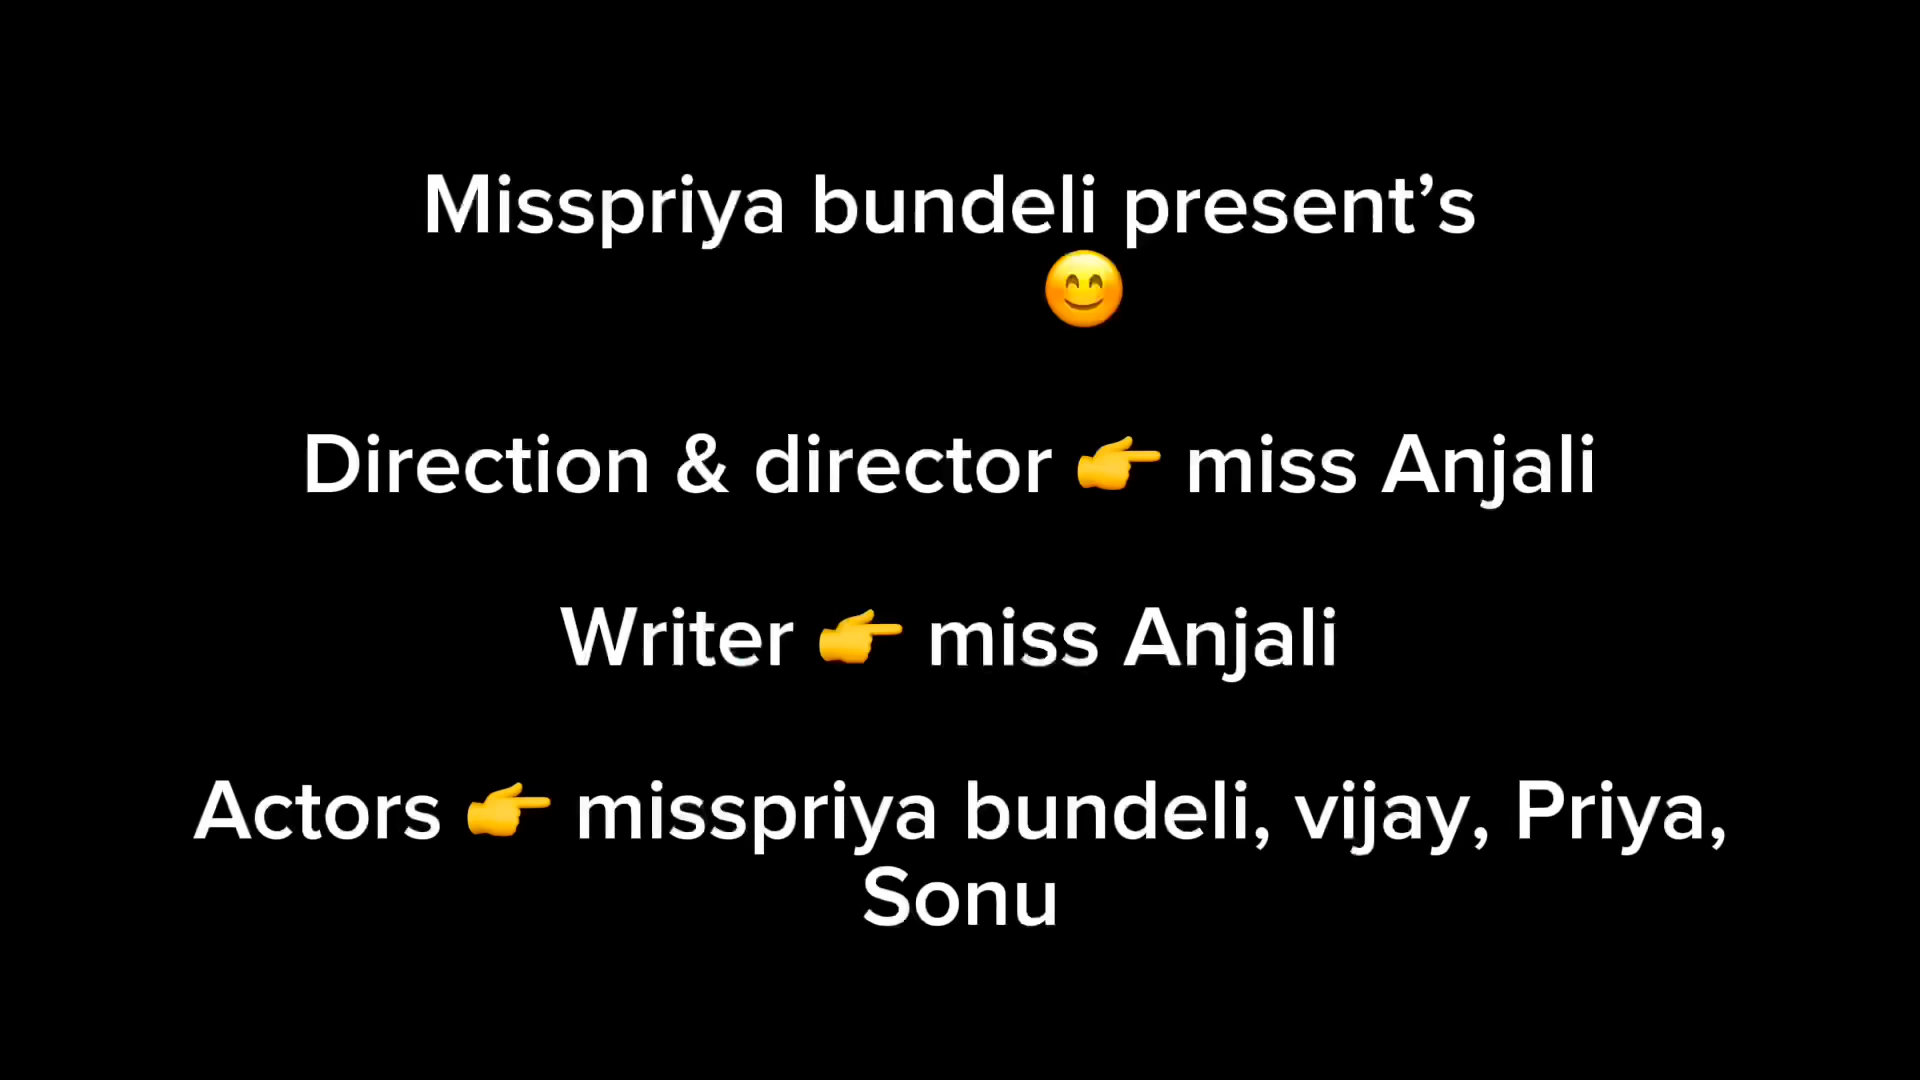 Misspriya bundeli present’s
😊
Direction & director 👉 miss Anjali
Writer 👉 miss Anjali
Actors 👉 misspriya bundeli, vijay, Priya,
Sonu